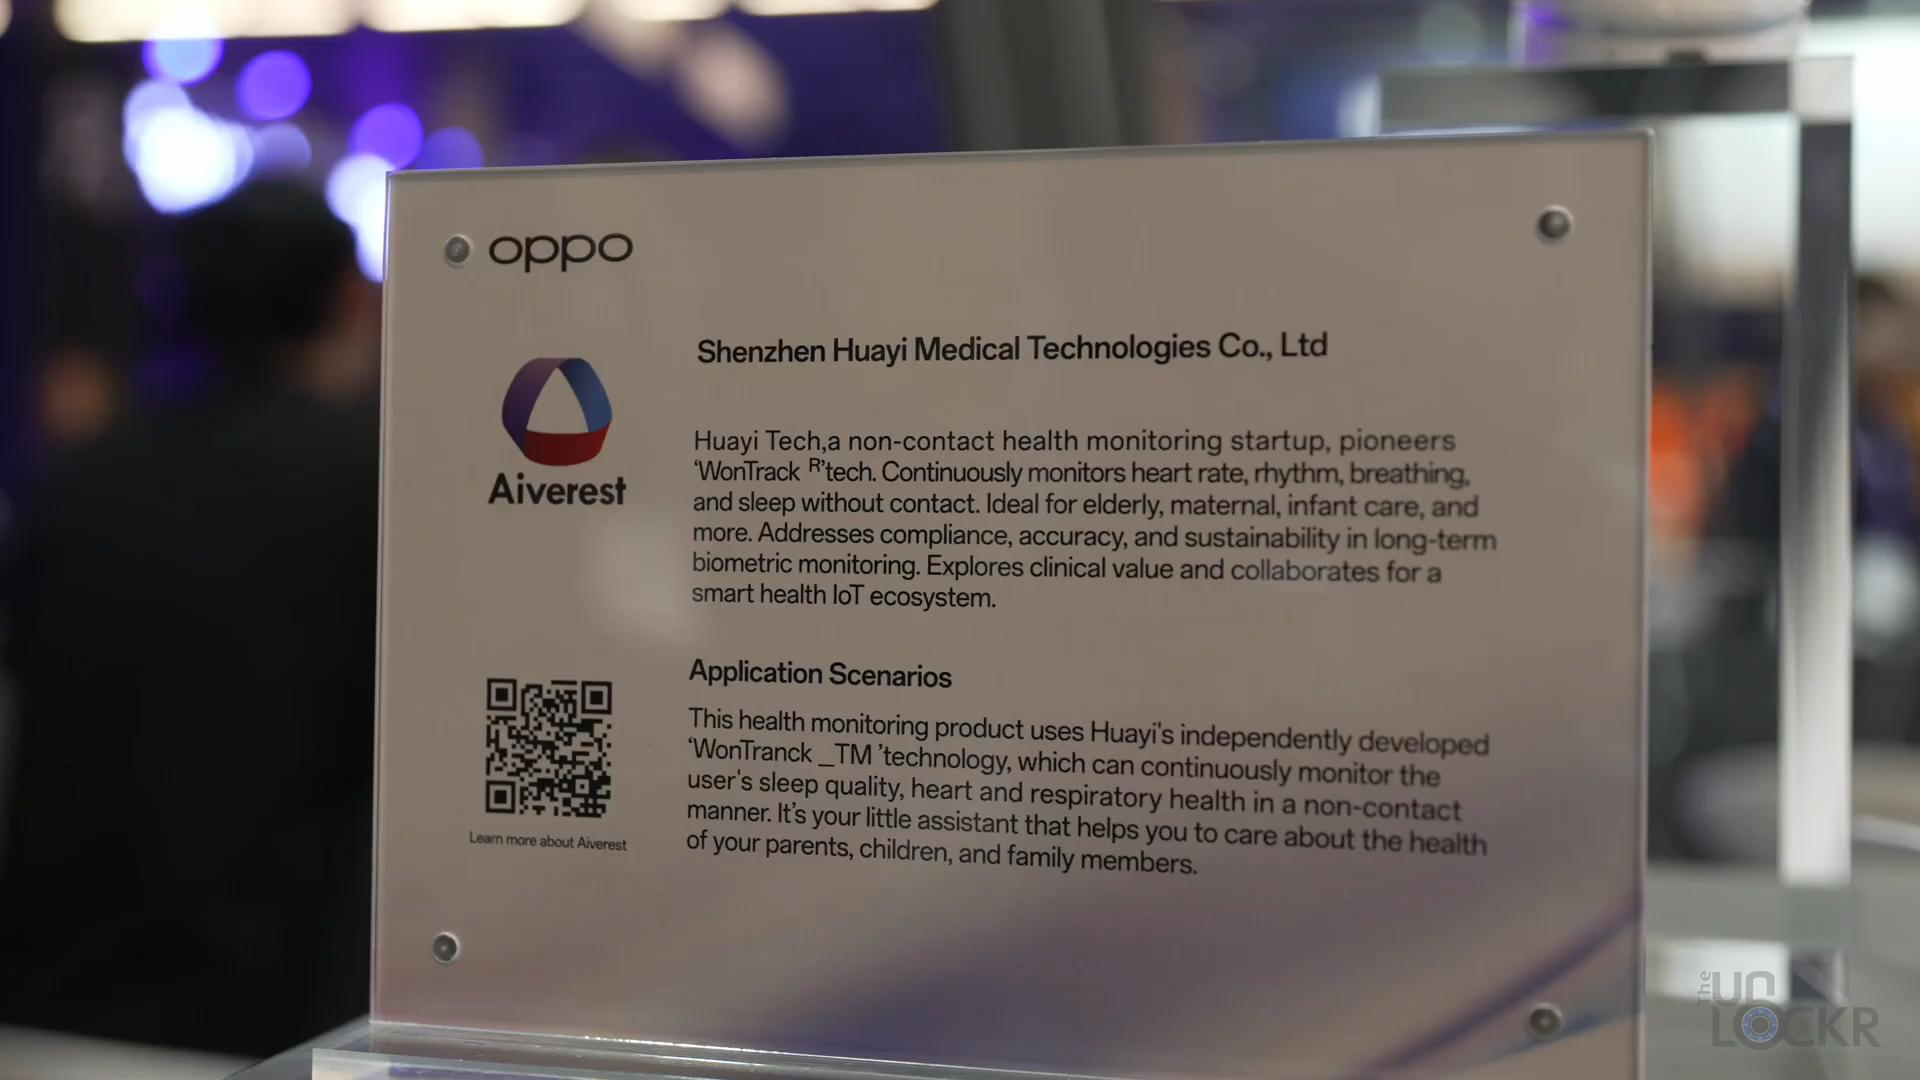 oppo
Aiverest
Shenzhen Huayi Medical Technologies Co., Ltd
Huayi Tech,a non-contact health monitoring startup, pioneers
‘WonTrack R’tech. Continuously monitors heart rate, rhythm, breathing,
and sleep without contact. Ideal for elderly, maternal, infant care, and
more. Addresses compliance, accuracy, and sustainability in long-term
biometric monitoring. Explores clinical value and collaborates for a
smart health IoT ecosystem.
Application Scenarios
This health monitoring product uses Huayi's independently developed
‘WonTranck _TM ’technology, which can continuously monitor the
user's sleep quality, heart and respiratory health in a non-contact
manner. It's your little assistant that helps you to care about the health
of your parents, children, and family members.
Learn more about Aiverest
The
UN
LOCKR